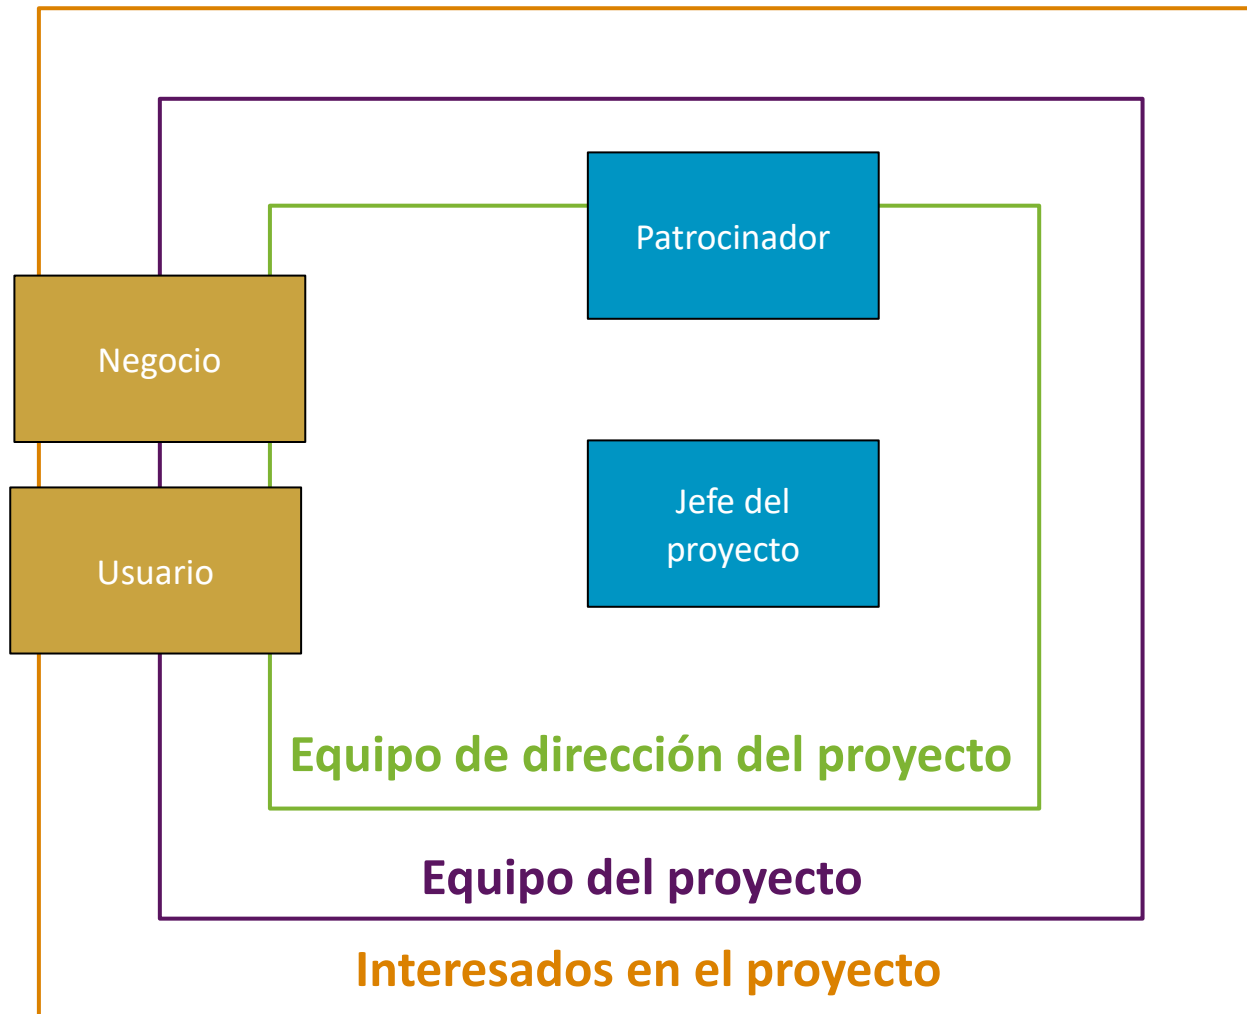 Patrocinador
Negocio
Jefe del
proyecto
Usuario
Equipo de dirección del proyecto
Equipo del proyecto
Interesados en el proyecto